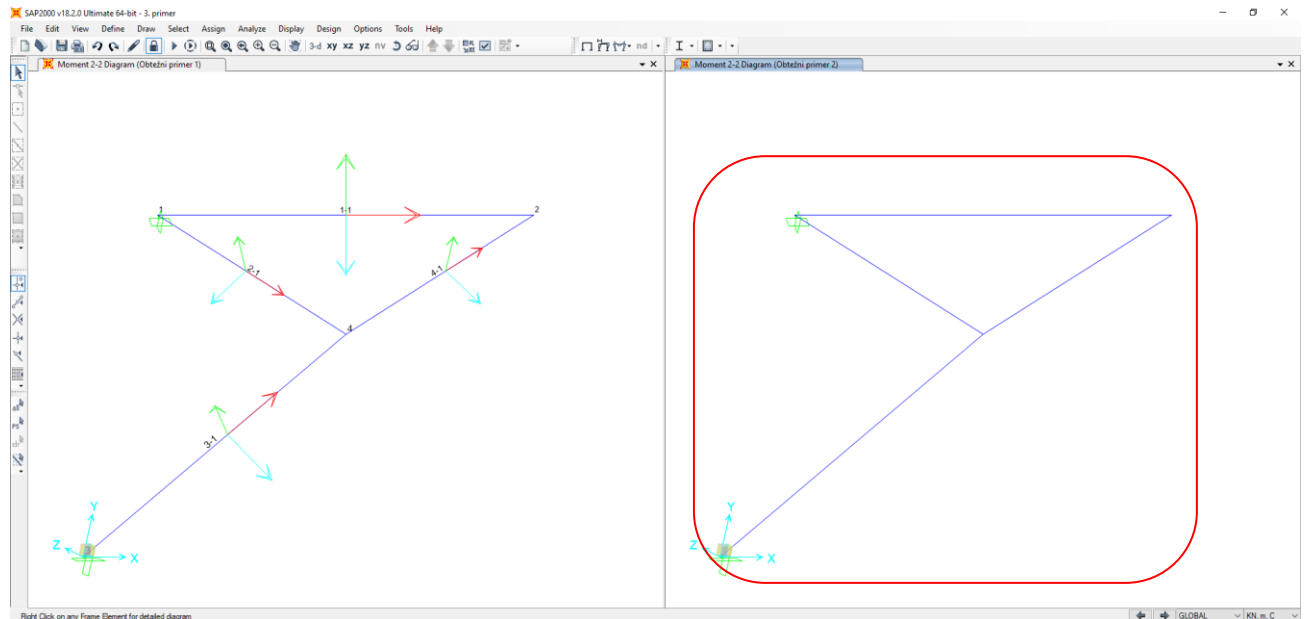 SAP2000 v18.2.0 Ultimate 64-bit - 3. primer
File Edit View Define Draw Select Assign Analyze Display Design Options Tools Help
3-d xy xz yz nv nd
Moment 2-2 Diagram (Obtežni primer 1)
Moment 2-2 Diagram (Obtežni primer 2)
1
1-1
2
2-1
4-1
4
3-1
Y
Z
3
X
Y
Z
X
Right Click on any Frame Element for detailed diagram
GLOBAL
KN, m, C